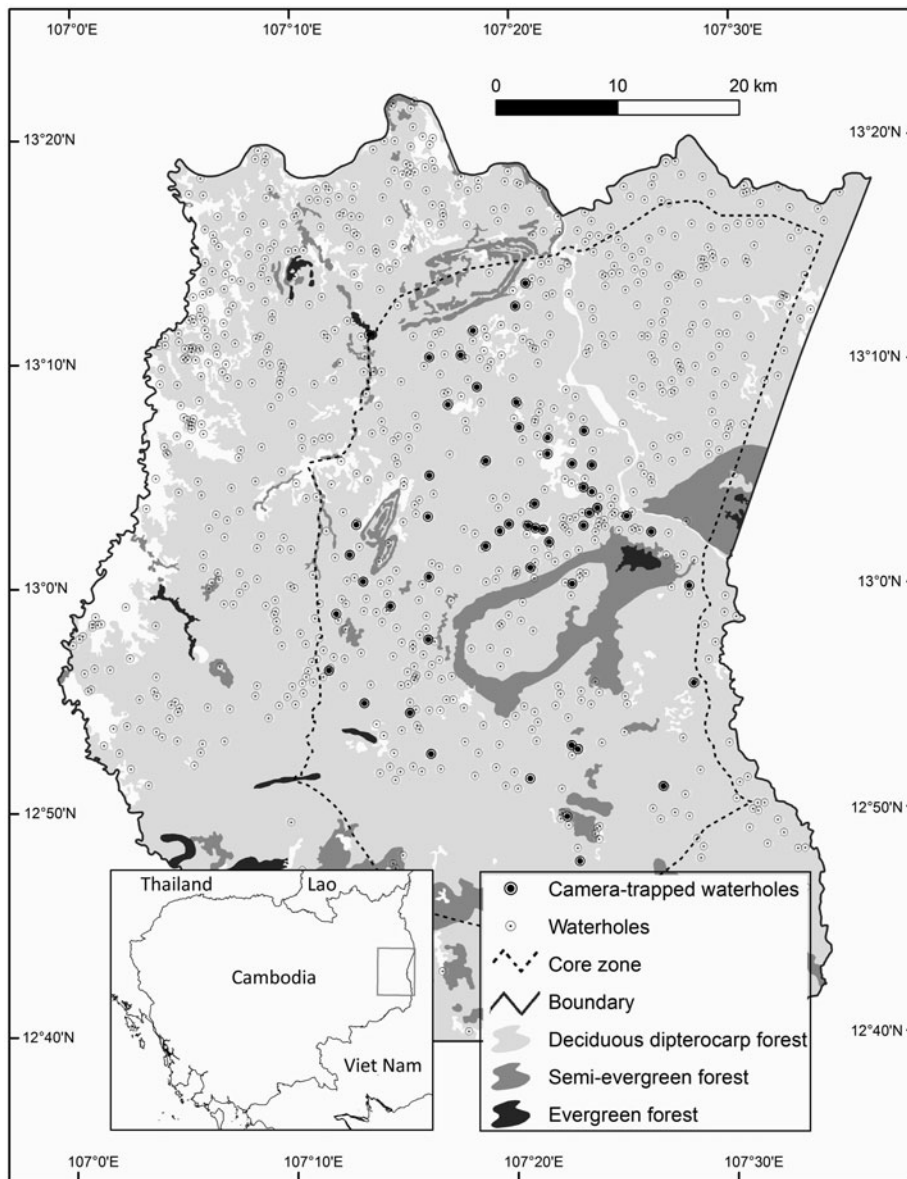 107°0'E 107°10'E 107°20'E 107°30'E
0 10 20 km
13°20'N 13°20'N
13°10'N 13°10'N
13°0'N 13°0'N
12°50'N 12°50'N
12°40'N 12°40'N
Thailand Lao
Cambodia
Viet Nam
Camera-trapped waterholes
Waterholes
Core zone
Boundary
Deciduous dipterocarp forest
Semi-evergreen forest
Evergreen forest
107°0'E 107°10'E 107°20'E 107°30'E